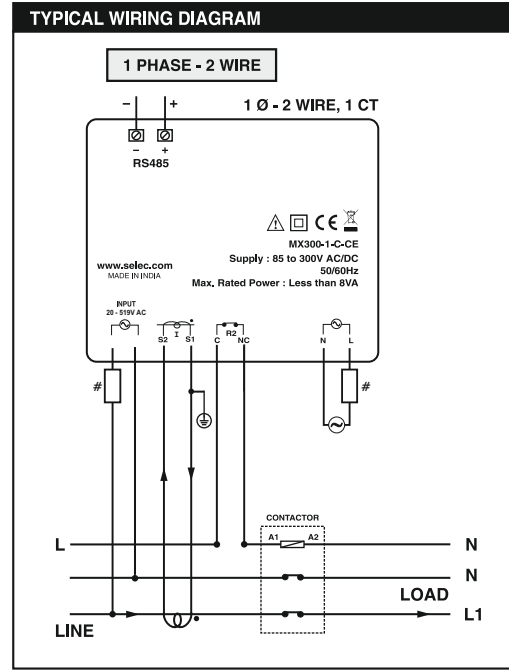 TYPICAL WIRING DIAGRAM
1 PHASE - 2 WIRE
1 Ø - 2 WIRE, 1 CT
− +
− +
RS485
CE
MX300-1-C-CE
Supply : 85 to 300V AC/DC
50/60Hz
Max. Rated Power : Less than 8VA
www.selec.com
MADE IN INDIA
INPUT
20 - 519V AC
S2 I S1
C R2 NC
N L
#
#
CONTACTOR
A1 A2
L
N
N
LOAD
L1
LINE